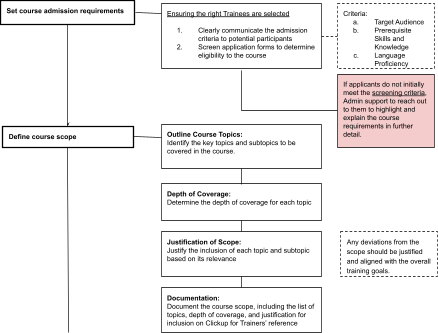 Set course admission requirements
Ensuring the right Trainees are selected
1. Clearly communicate the admission
criteria to potential participants
2. Screen application forms to determine
eligibility to the course
Criteria:
a. Target Audience
b. Prerequisite
Skills and
Knowledge
c. Language
Proficiency
If applicants do not initially
meet the screening criteria,
Admin support to reach out
to them to highlight and
explain the course
requirements in further
detail.
Define course scope
Outline Course Topics:
Identify the key topics and subtopics to be
covered in the course.
Depth of Coverage:
Determine the depth of coverage for each topic
Justification of Scope:
Justify the inclusion of each topic and subtopic
based on its relevance
Any deviations from the
scope should be justified
and aligned with the overall
training goals.
Documentation:
Document the course scope, including the list of
topics, depth of coverage, and justification for
inclusion on Clickup for Trainers' reference